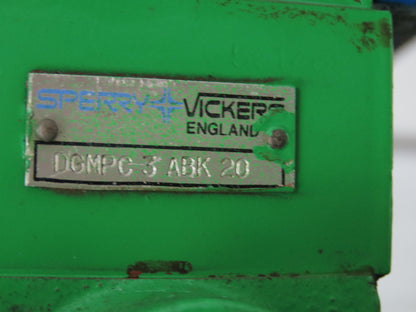 SPERRY VICKERS
ENGLAND
DGMPC 3 ABK 20